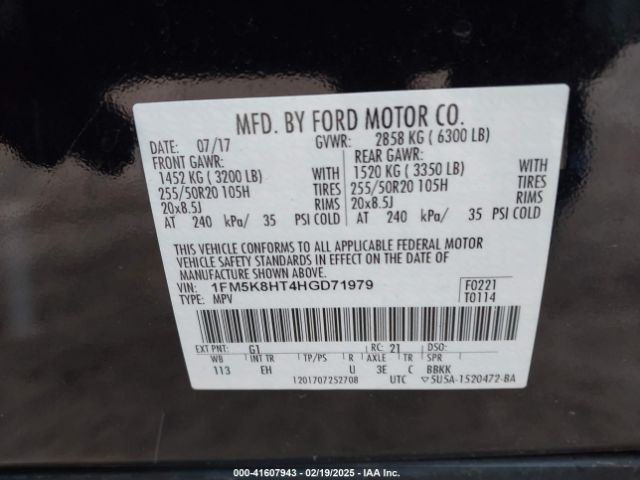 MFD. BY FORD MOTOR CO.
DATE: 07/17 GVWR: 2858 KG ( 6300 LB)
FRONT GAWR: REAR GAWR:
1452 KG ( 3200 LB) WITH 1520 KG ( 3350 LB) WITH
255/50R20 105H TIRES 255/50R20 105H TIRES
20x8.5J RIMS 20x8.5J RIMS
AT 240 kPa/ 35 PSI COLD AT 240 kPa/ 35 PSI COLD
THIS VEHICLE CONFORMS TO ALL APPLICABLE FEDERAL MOTOR
VEHICLE SAFETY STANDARDS IN EFFECT ON THE DATE OF
MANUFACTURE SHOWN ABOVE.
VIN: 1FM5K8HT4HGD71979 F0221
TYPE: MPV T0114
EXT PNT: G1 RC: 21 DSO:
WB INT TR TP/PS R AXLE TR SPR
113 EH U 3E C BBKK
1201707252708 UTC ▽5USA-1520472-BA
000-41607943 - 02/19/2025 - IAA Inc.